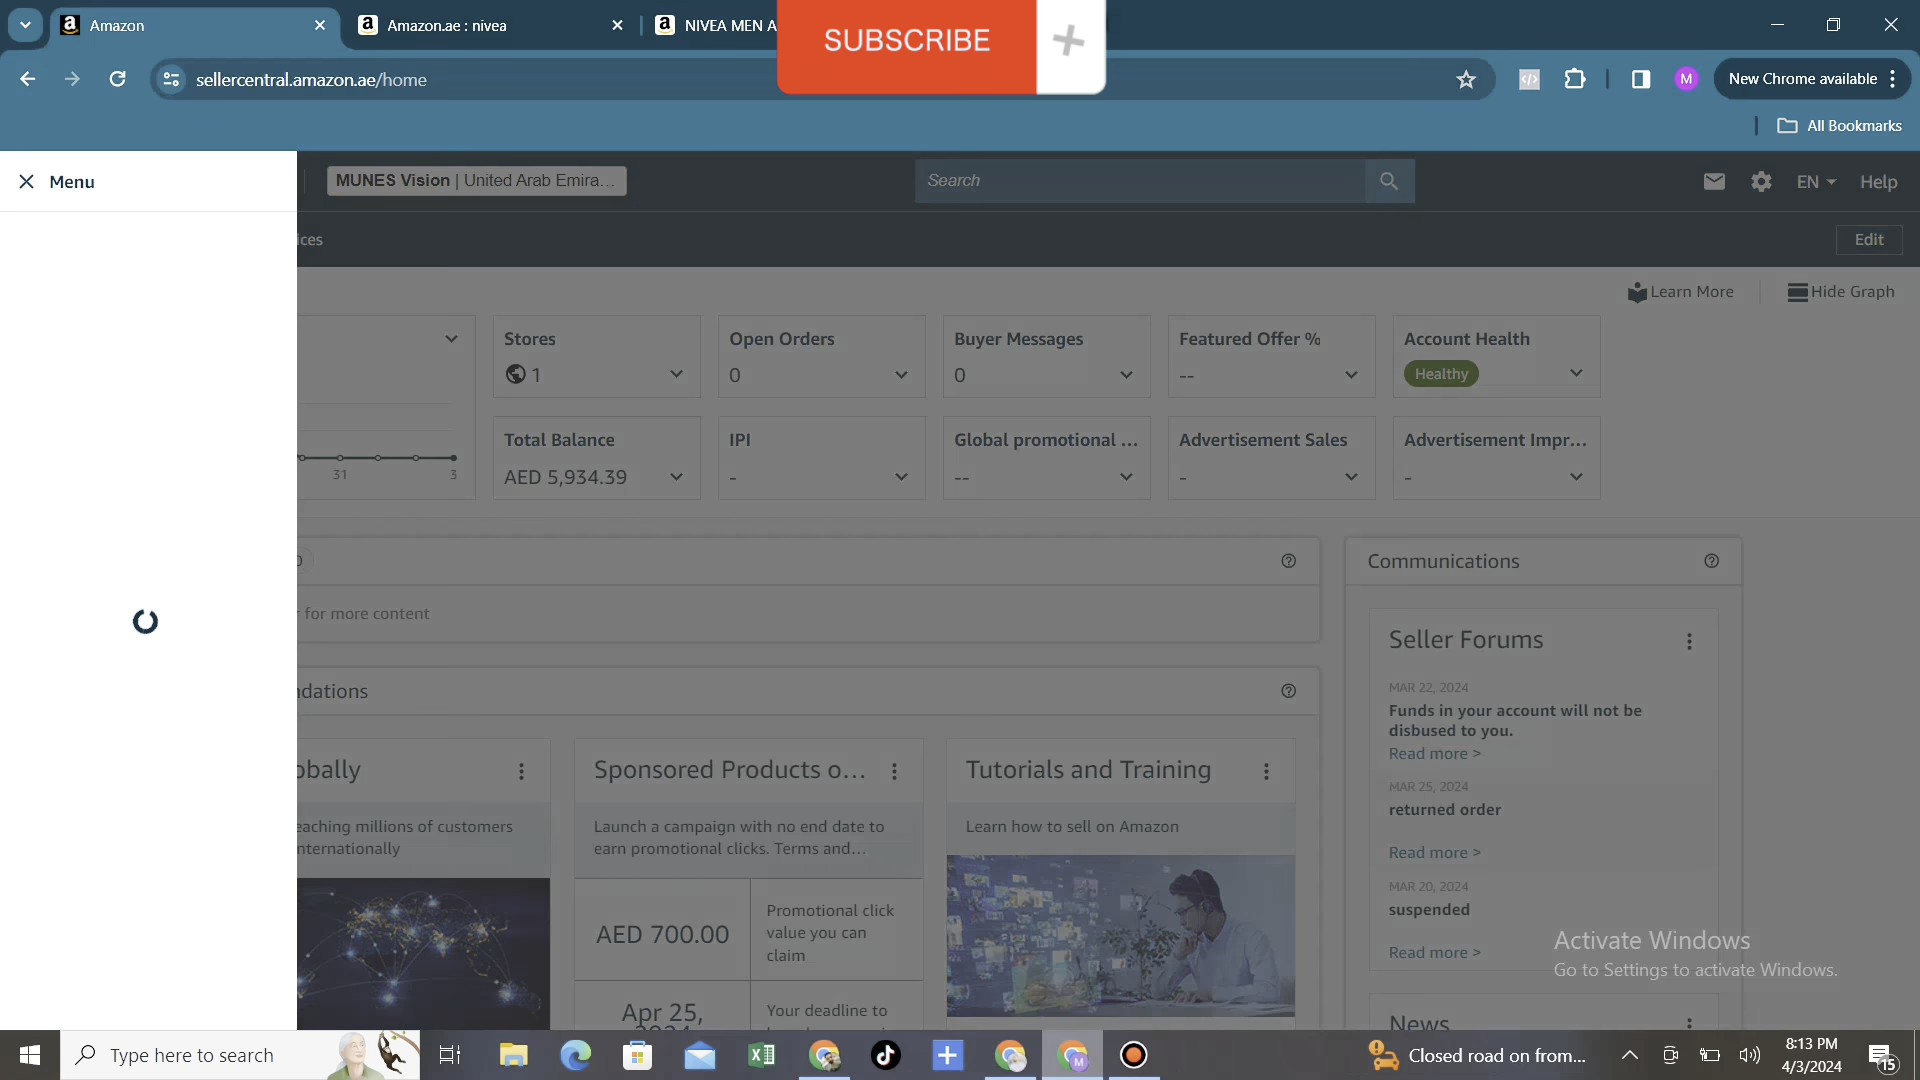 Amazon
Amazon.ae : nivea
NIVEA MEN A
SUBSCRIBE
sellercentral.amazon.ae/home
M
New Chrome available
All Bookmarks
Menu
MUNES Vision | United Arab Emira...
Search
EN
Help
ices
Edit
Learn More
Hide Graph
Stores
1
Open Orders
0
Buyer Messages
0
Featured Offer %
--
Account Health
Healthy
31
3
Total Balance
AED 5,934.39
IPI
-
Global promotional ...
--
Advertisement Sales
-
Advertisement Impr...
-
Communications
for more content
Seller Forums
MAR 22, 2024
Funds in your account will not be
disbused to you.
Read more >
MAR 25, 2024
returned order
Read more >
MAR 20, 2024
suspended
Read more >
ndations
obally
eaching millions of customers
nternationally
Sponsored Products o...
Launch a campaign with no end date to
earn promotional clicks. Terms and...
AED 700.00
Promotional click
value you can
claim
Apr 25,
2024
Your deadline to
Tutorials and Training
Learn how to sell on Amazon
News
Activate Windows
Go to Settings to activate Windows.
Type here to search
Closed road on from...
8:13 PM
4/3/2024
15